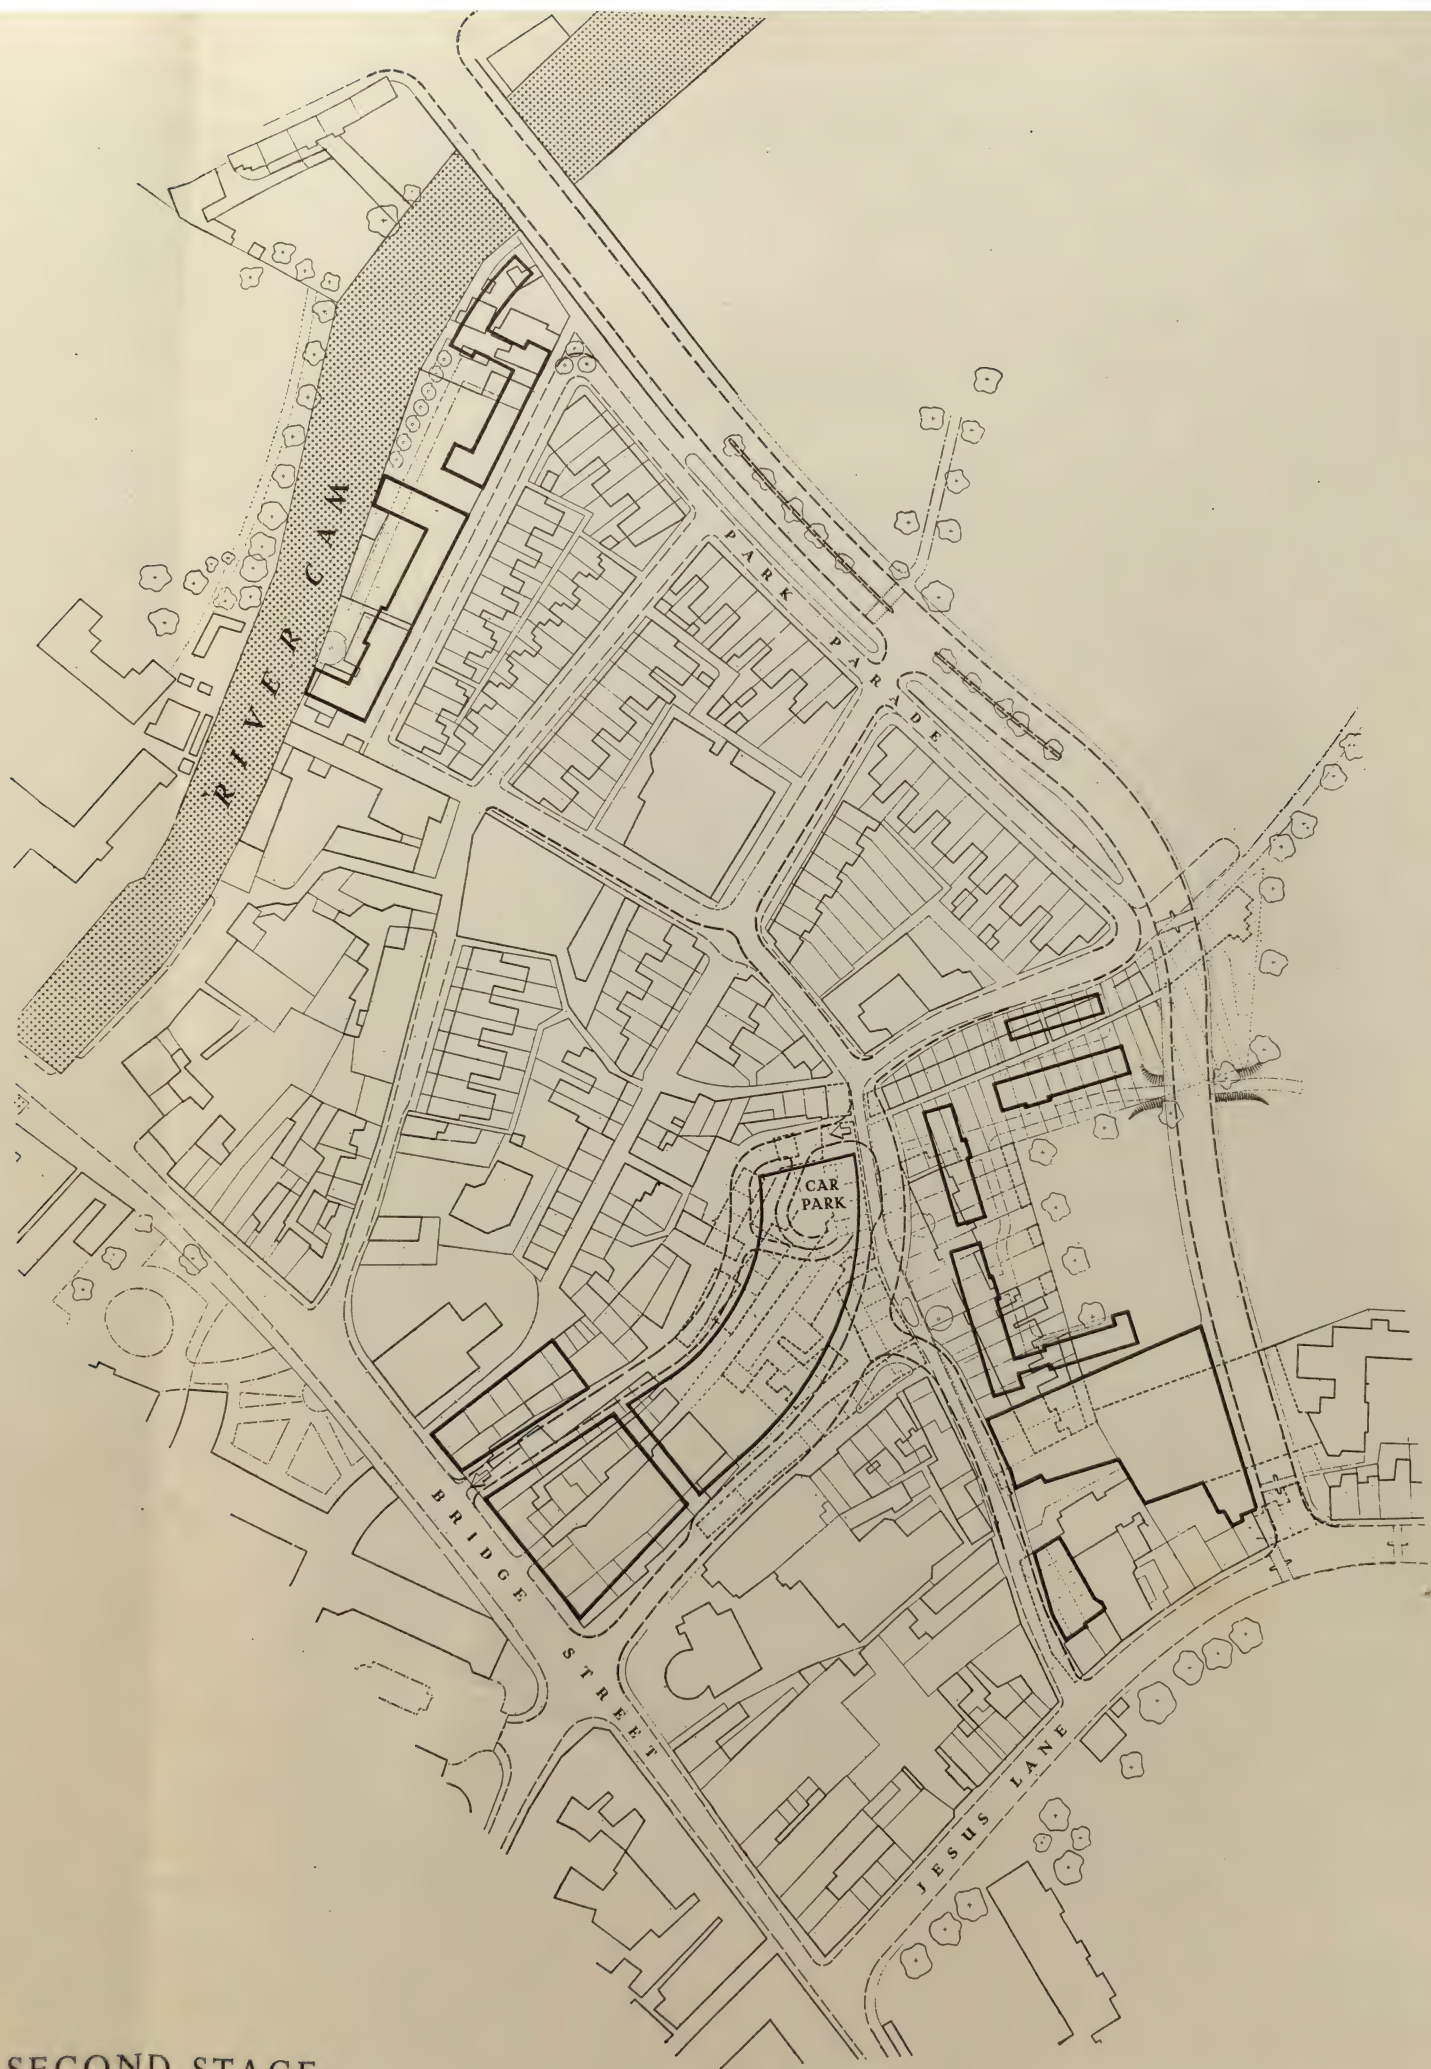 RIVER CAM
PARK PARADE
CAR
PARK
BRIDGE STREET
JESUS LANE
SECOND STAGE